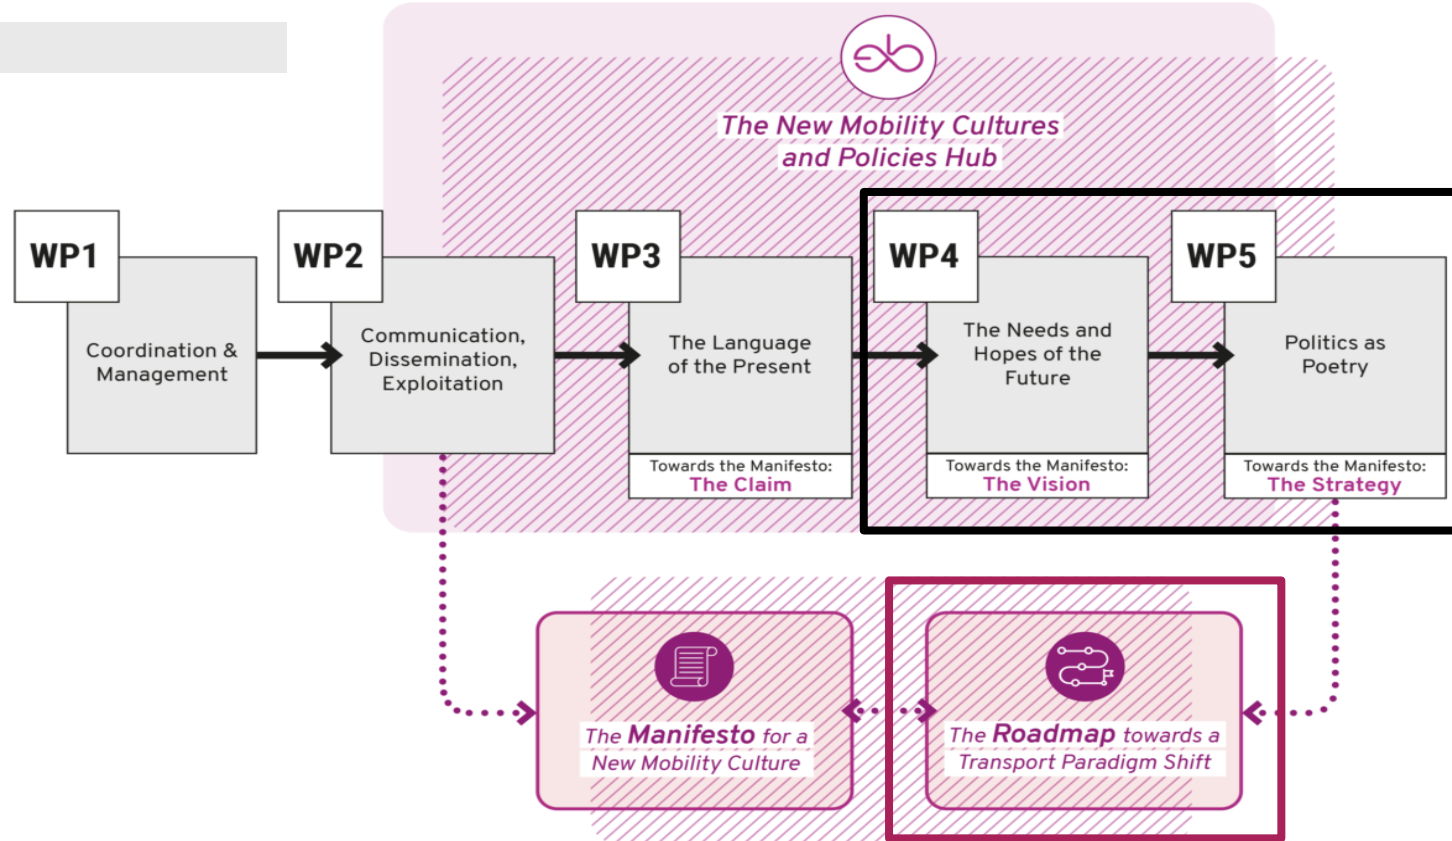 The New Mobility Cultures
and Policies Hub
WP1
Coordination &
Management
WP2
Communication,
Dissemination,
Exploitation
WP3
The Language
of the Present
Towards the Manifesto:
The Claim
WP4
The Needs and
Hopes of the
Future
Towards the Manifesto:
The Vision
WP5
Politics as
Poetry
Towards the Manifesto:
The Strategy
The Manifesto for a
New Mobility Culture
The Roadmap towards a
Transport Paradigm Shift